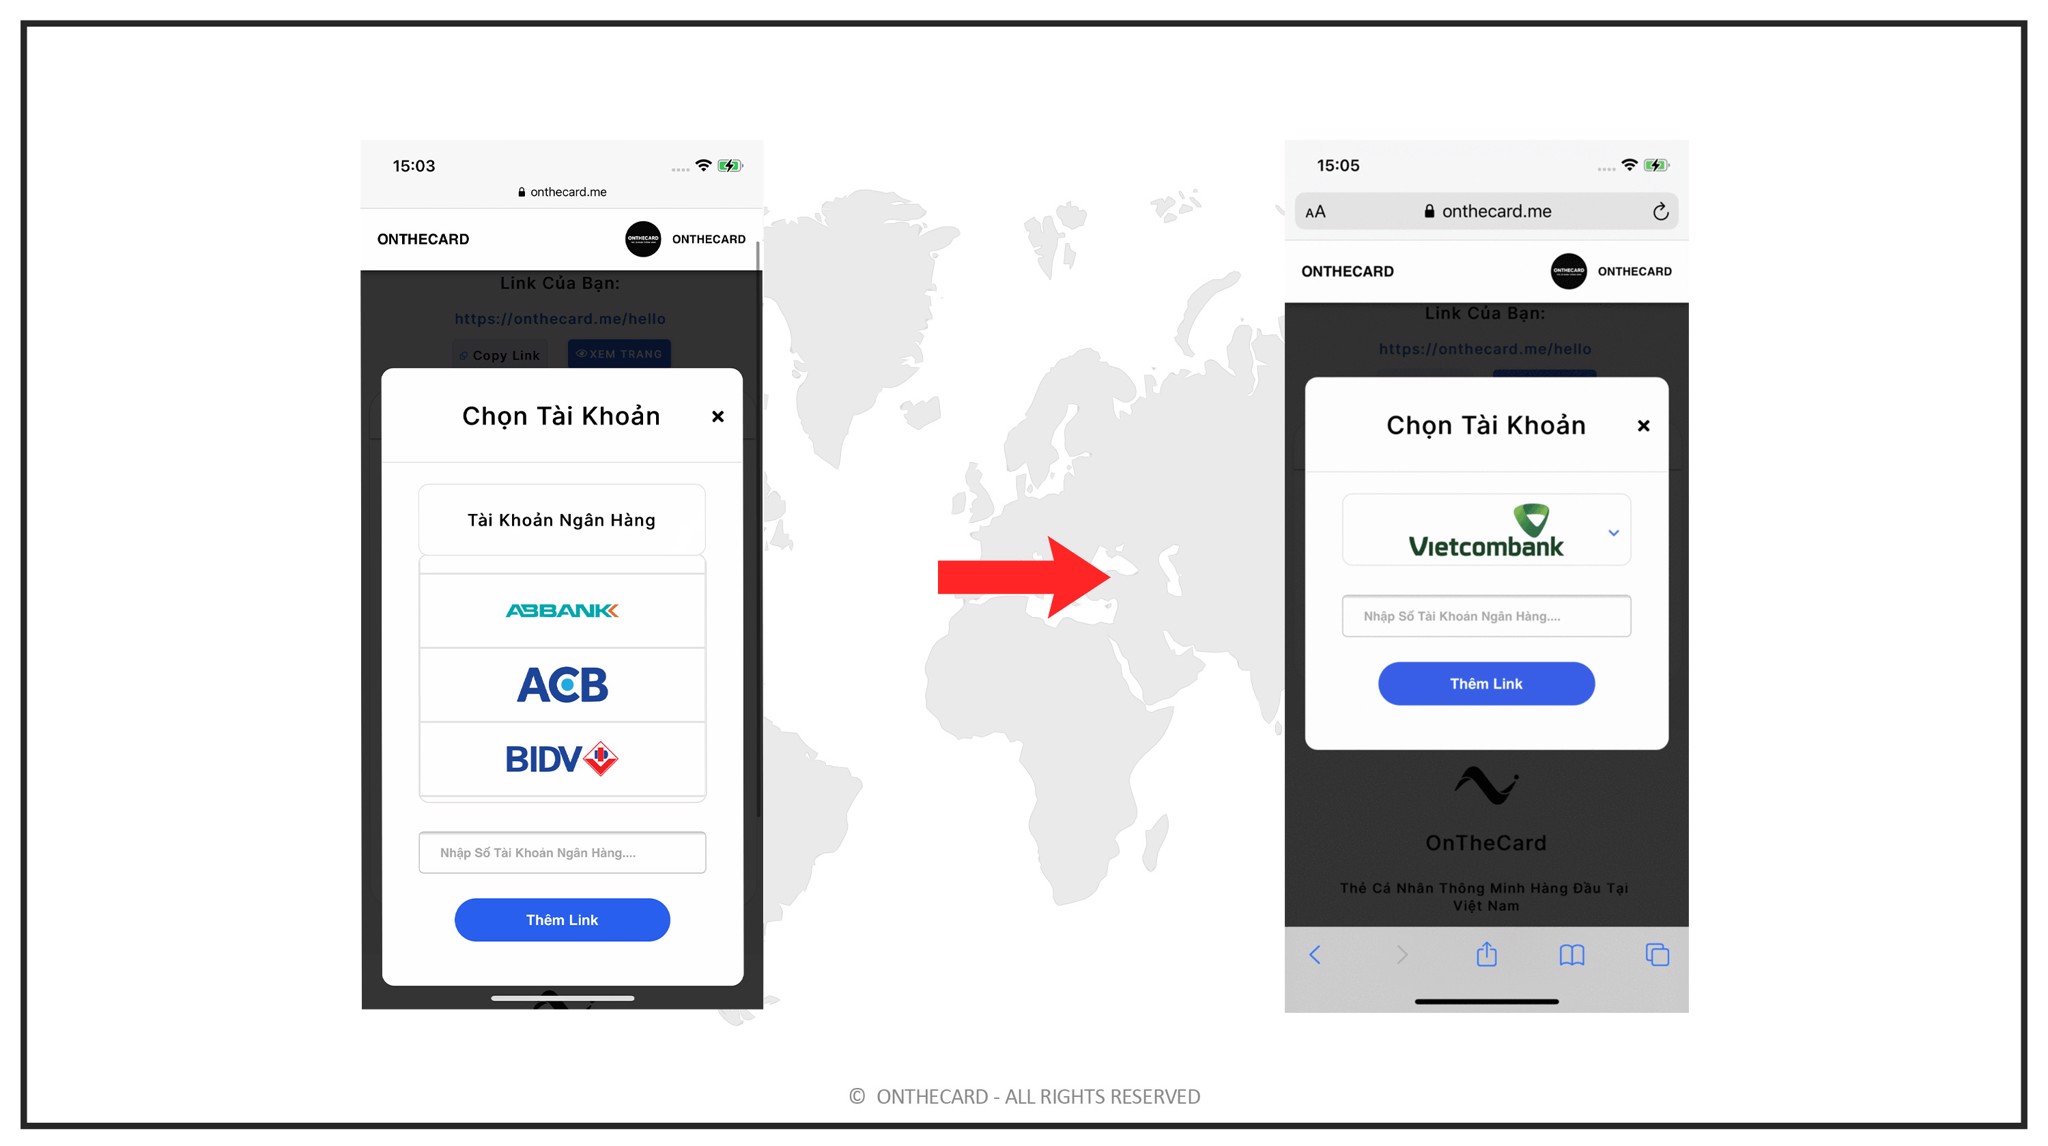 15:03
onthecard.me
ONTHECARD
ONTHECARD
ONTHECARD
Link Của Bạn:
https://onthecard.me/hello
Copy Link
XEM TRANG
Chọn Tài Khoản
Tài Khoản Ngân Hàng
ABBANK
ACB
BIDV
Nhập Số Tài Khoản Ngân Hàng....
Thêm Link
15:05
AA
onthecard.me
ONTHECARD
ONTHECARD
ONTHECARD
Link Của Bạn:
https://onthecard.me/hello
Chọn Tài Khoản
Vietcombank
Nhập Số Tài Khoản Ngân Hàng....
Thêm Link
OnTheCard
Thẻ Cá Nhân Thông Minh Hàng Đầu Tại
Việt Nam
© ONTHECARD - ALL RIGHTS RESERVED